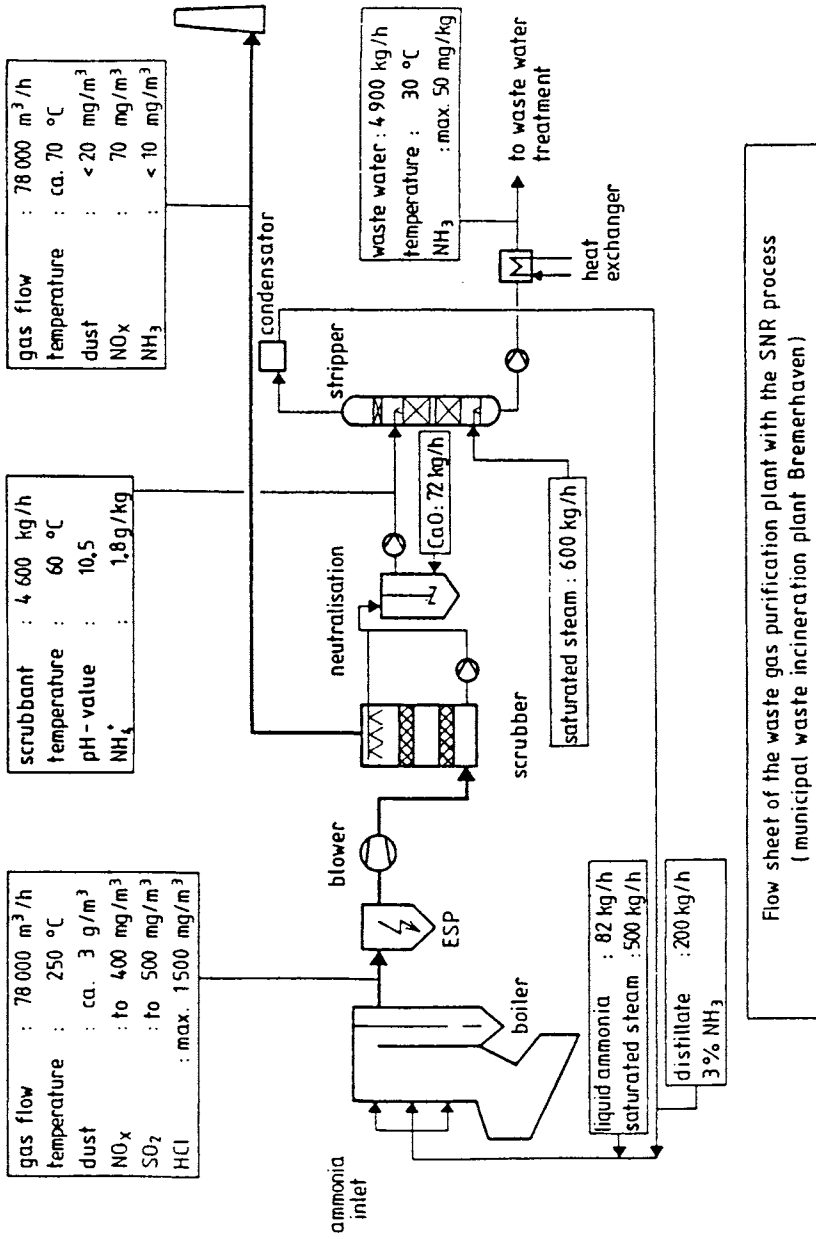 gas flow : 78 000 m³/h
temperature : 250 °C
dust : ca. 3 g/m³
NOx : to 400 mg/m³
SO2 : to 500 mg/m³
HCl : max. 1500 mg/m³
scrubbant : 4 600 kg/h
temperature : 60 °C
pH-value : 10,5
NH4+ : 1,8 g/kg
gas flow : 78 000 m³/h
temperature : ca. 70 °C
dust : < 20 mg/m³
NOx : 70 mg/m³
NH3 : < 10 mg/m³
ammonia
inlet
boiler
ESP
blower
scrubber
neutralisation
CaO: 72 kg/h
stripper
condensator
saturated steam : 600 kg/h
waste water : 4 900 kg/h
temperature : 30 °C
NH3 : max. 50 mg/kg
to waste water
treatment
heat
exchanger
liquid ammonia : 82 kg/h
saturated steam : 500 kg/h
distillate : 200 kg/h
3% NH3
Flow sheet of the waste gas purification plant with the SNR process
(municipal waste incineration plant Bremerhaven)